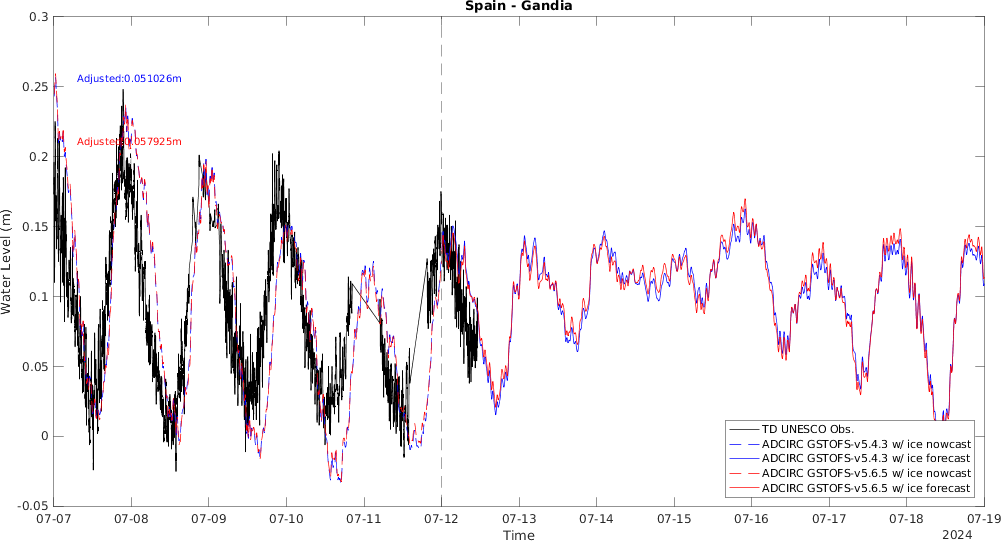 Spain - Gandia
0.3
0.25
0.2
0.15
0.1
0.05
0
-0.05
Water Level (m)
Adjusted:0.051026m
Adjusted:0.057925m
TD UNESCO Obs.
ADCIRC GSTOFS-v5.4.3 w/ ice nowcast
ADCIRC GSTOFS-v5.4.3 w/ ice forecast
ADCIRC GSTOFS-v5.6.5 w/ ice nowcast
ADCIRC GSTOFS-v5.6.5 w/ ice forecast
07-07 07-08 07-09 07-10 07-11 07-12 07-13 07-14 07-15 07-16 07-17 07-18 07-19
Time
2024